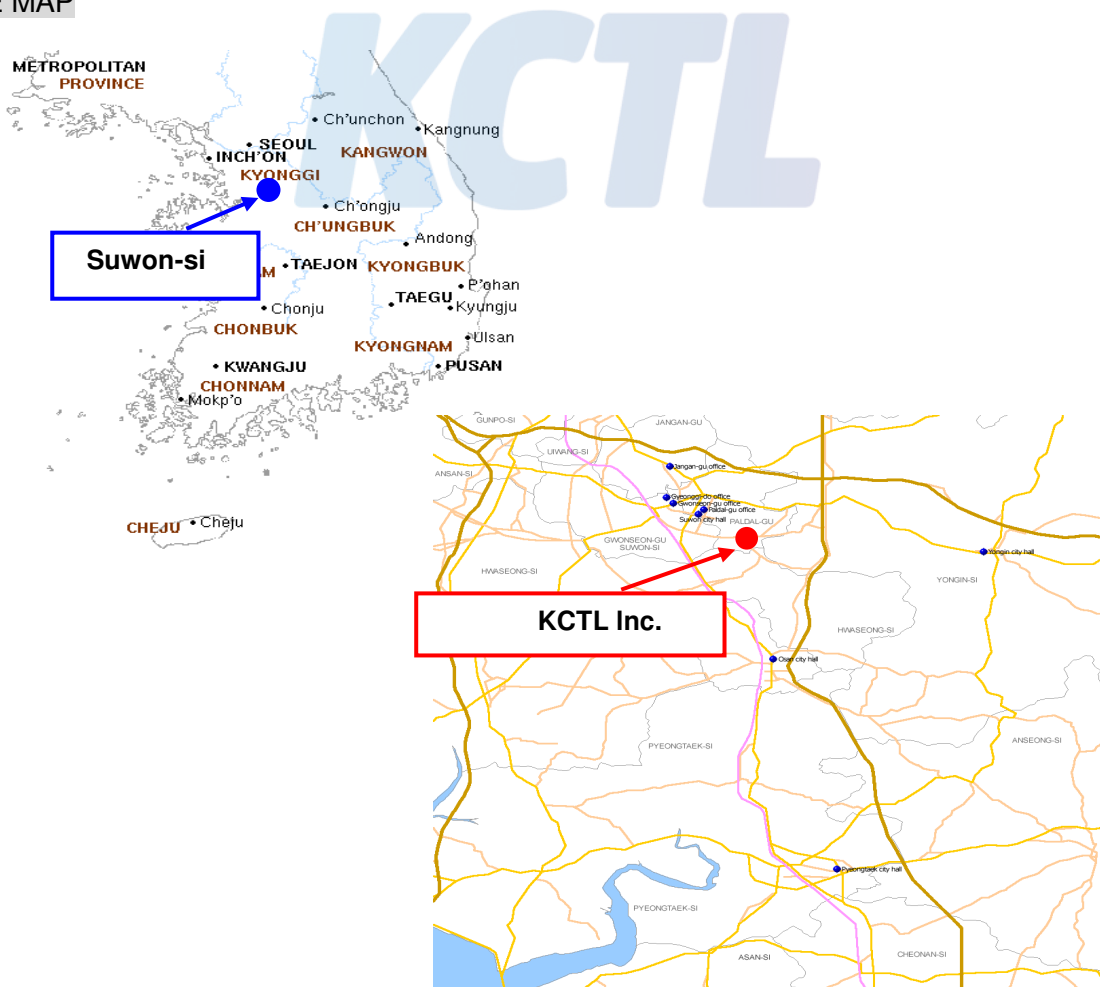 MAP
KCTL
METROPOLITAN
PROVINCE
Ch'unchon
Kangnung
SEOUL
INCH'ON
KANGWON
KYONGGI
Ch'ongju
CH'UNGBUK
Andong
Suwon-si
TAEJON
KYONGBUK
P'ohan
TAEGU
Kyungju
Chonju
CHONBUK
Ulsan
KYONGNAM
KWANGJU
PUSAN
CHONNAM
Mokp'o
CHEJU
Cheju
GUNPO-SI
JANGAN-GU
UIWANG-SI
ANSAN-SI
Jangan-gu office
Gyeonggi-do office
Gwonseon-gu office
Paldal-gu office
Suwon city hall
PALDAL-GU
GWONSEON-GU
SUWON-SI
Yongin city hall
HWASEONG-SI
YONGIN-SI
KCTL Inc.
HWASEONG-SI
Osan city hall
PYEONGTAEK-SI
ANSEONG-SI
Pyeongtaek city hall
PYEONGTAEK-SI
ASAN-SI
CHEONAN-SI